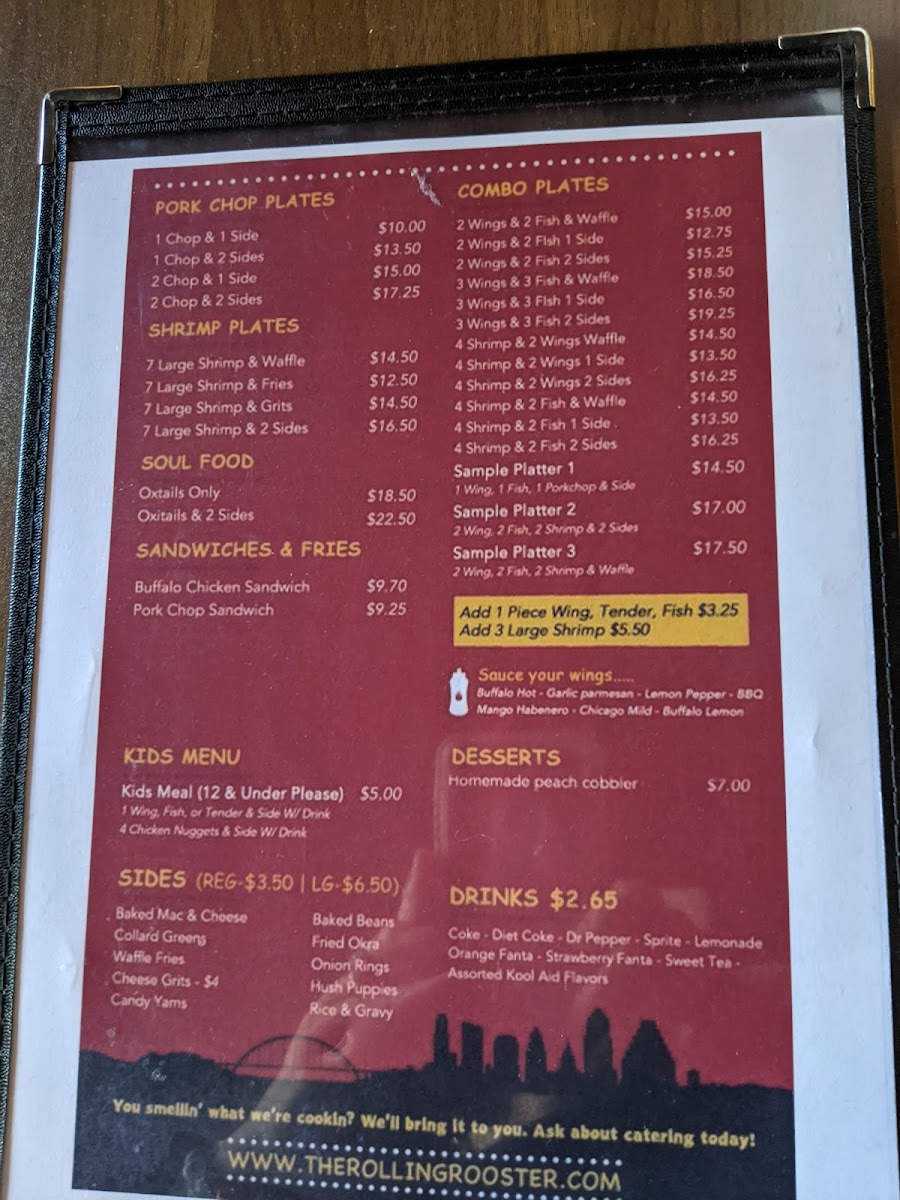 PORK CHOP PLATES
1 Chop & 1 Side $10.00
1 Chop & 2 Sides $13.50
2 Chop & 1 Side $15.00
2 Chop & 2 Sides $17.25
SHRIMP PLATES
7 Large Shrimp & Waffle $14.50
7 Large Shrimp & Fries $12.50
7 Large Shrimp & Grits $14.50
7 Large Shrimp & 2 Sides $16.50
SOUL FOOD
Oxtails Only $18.50
Oxitails & 2 Sides $22.50
SANDWICHES & FRIES
Buffalo Chicken Sandwich $9.70
Pork Chop Sandwich $9.25
COMBO PLATES
2 Wings & 2 Fish & Waffle $15.00
2 Wings & 2 FIsh 1 Side $12.75
2 Wings & 2 Fish 2 Sides $15.25
3 Wings & 3 Fish & Waffle $18.50
3 Wings & 3 FIsh 1 Side $16.50
3 Wings & 3 Fish 2 Sides $19.25
4 Shrimp & 2 Wings Waffle $14.50
4 Shrimp & 2 Wings 1 Side $13.50
4 Shrimp & 2 Wings 2 Sides $16.25
4 Shrimp & 2 Fish & Waffle $14.50
4 Shrimp & 2 Fish 1 Side $13.50
4 Shrimp & 2 Fish 2 Sides $16.25
Sample Platter 1 $14.50
1 Wing, 1 Fish, 1 Porkchop & Side
Sample Platter 2 $17.00
2 Wing, 2 Fish, 2 Shrimp & 2 Sides
Sample Platter 3 $17.50
2 Wing, 2 Fish, 2 Shrimp & Waffle
Add 1 Piece Wing, Tender, Fish $3.25
Add 3 Large Shrimp $5.50
Sauce your wings.....
Buffalo Hot - Garlic parmesan - Lemon Pepper - BBQ
Mango Habenero - Chicago Mild - Buffalo Lemon
KIDS MENU
Kids Meal (12 & Under Please) $5.00
1 Wing, Fish, or Tender & Side W/ Drink
4 Chicken Nuggets & Side W/ Drink
DESSERTS
Homemade peach cobbler $7.00
SIDES (REG-$3.50 | LG-$6.50)
Baked Mac & Cheese
Collard Greens
Waffle Fries
Cheese Grits - $4
Candy Yams
Baked Beans
Fried Okra
Onion Rings
Hush Puppies
Rice & Gravy
DRINKS $2.65
Coke - Diet Coke - Dr Pepper - Sprite - Lemonade
Orange Fanta - Strawberry Fanta - Sweet Tea -
Assorted Kool Aid Flavors
You smellin' what we're cookin? We'll bring it to you. Ask about catering today!
WWW.THEROLLINGROOSTER.COM